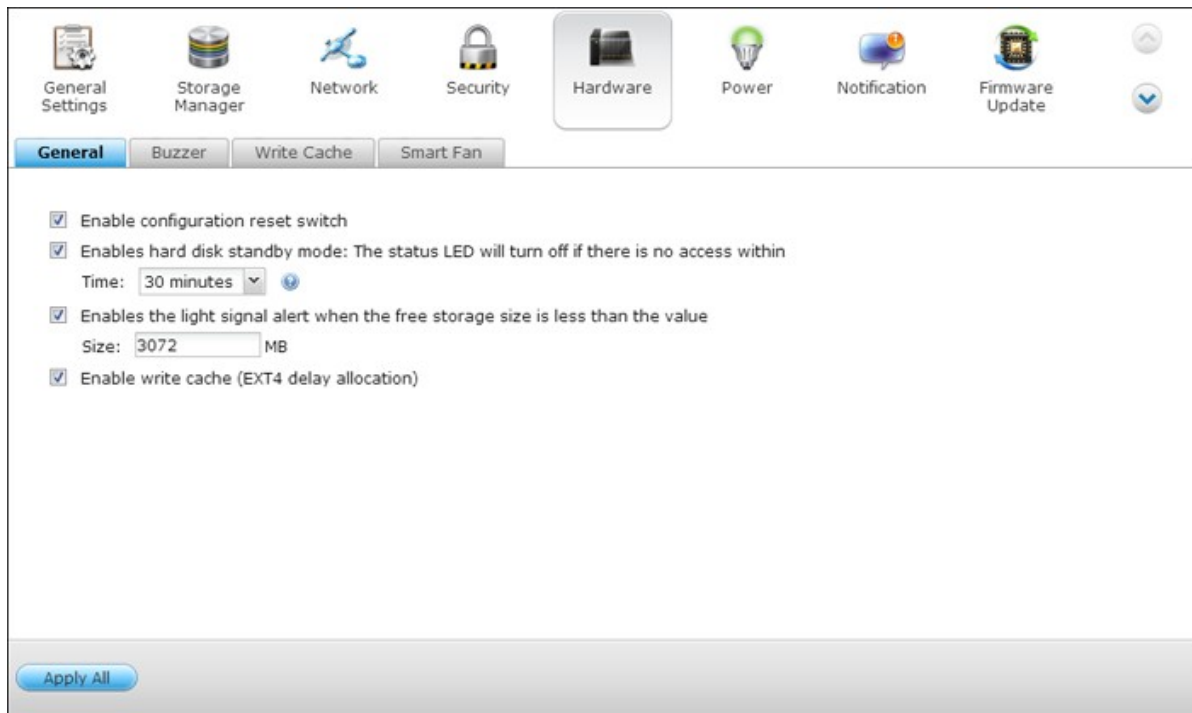 General Settings
Storage Manager
Network
Security
Hardware
Power
Notification
Firmware Update
General
Buzzer
Write Cache
Smart Fan
Enable configuration reset switch
Enables hard disk standby mode: The status LED will turn off if there is no access within
Time: 30 minutes
Enables the light signal alert when the free storage size is less than the value
Size: 3072 MB
Enable write cache (EXT4 delay allocation)
Apply All